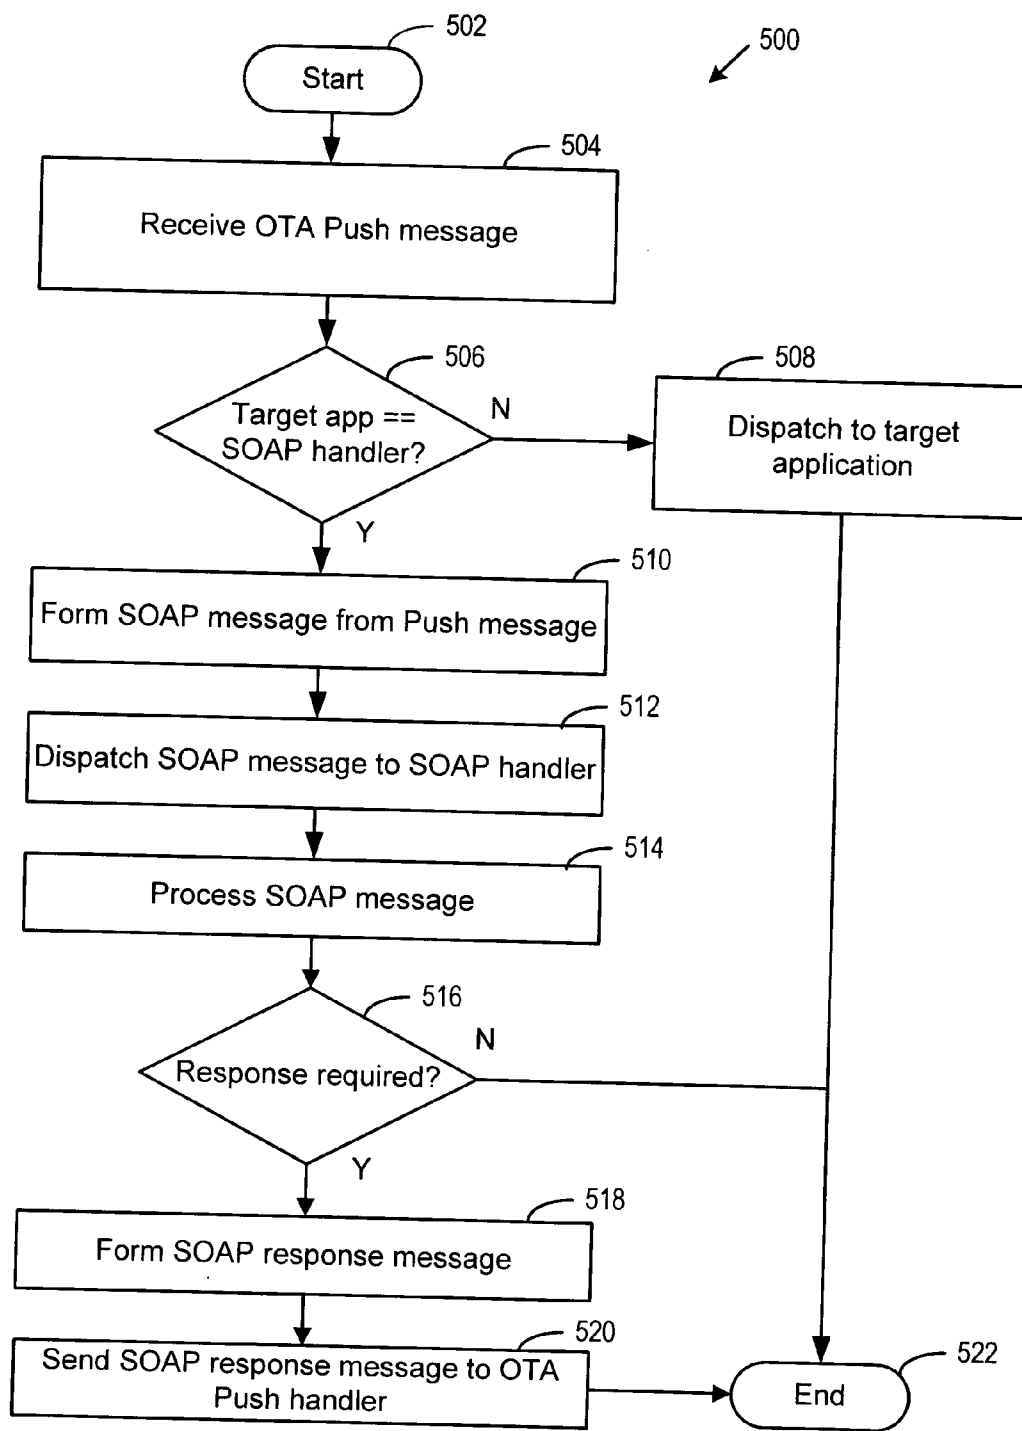 502
500
Start
504
Receive OTA Push message
506
Target app ==
SOAP handler?
N
508
Dispatch to target
application
Y
510
Form SOAP message from Push message
512
Dispatch SOAP message to SOAP handler
514
Process SOAP message
516
N
Response required?
Y
518
Form SOAP response message
520
Send SOAP response message to OTA
Push handler
522
End